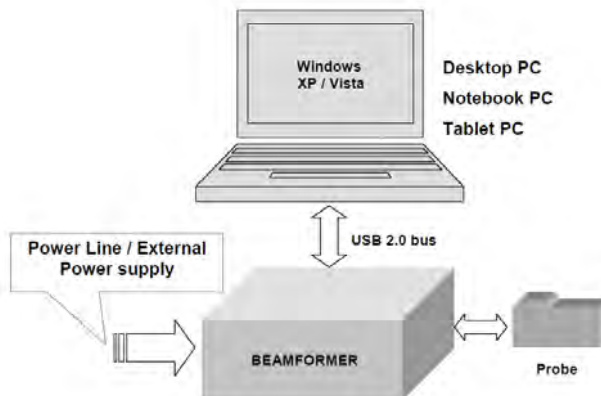 Windows
XP / Vista
Desktop PC
Notebook PC
Tablet PC
USB 2.0 bus
Power Line / External
Power supply
BEAMFORMER
Probe